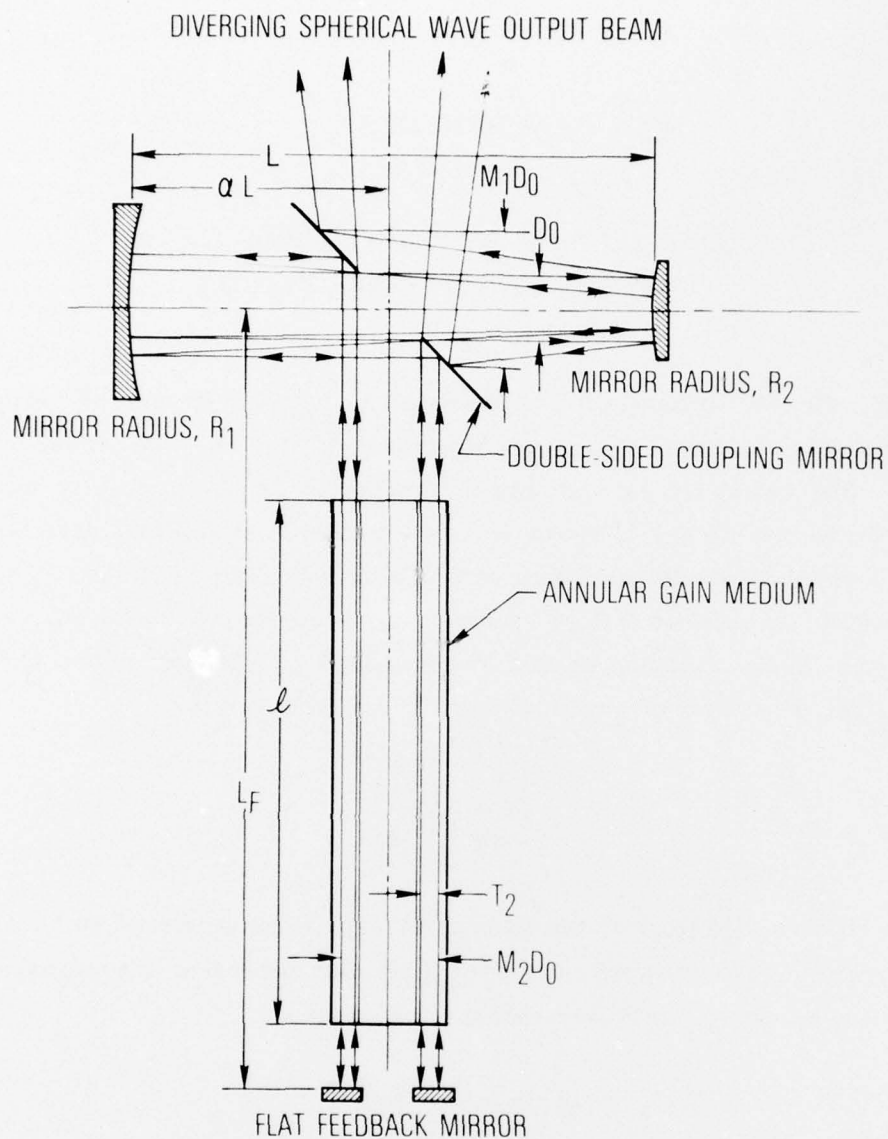 DIVERGING SPHERICAL WAVE OUTPUT BEAM
L
α L
M1D0
D0
MIRROR RADIUS, R2
MIRROR RADIUS, R1
DOUBLE-SIDED COUPLING MIRROR
ANNULAR GAIN MEDIUM
ℓ
LF
T2
M2D0
FLAT FEEDBACK MIRROR